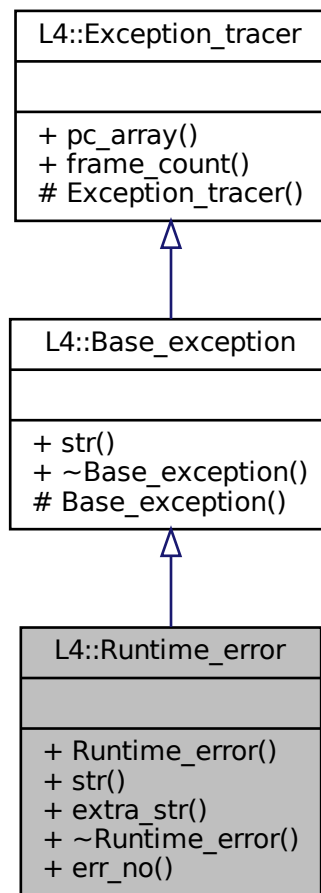 L4::Exception_tracer
+ pc_array()
+ frame_count()
# Exception_tracer()
L4::Base_exception
+ str()
+ ~Base_exception()
# Base_exception()
L4::Runtime_error
+ Runtime_error()
+ str()
+ extra_str()
+ ~Runtime_error()
+ err_no()